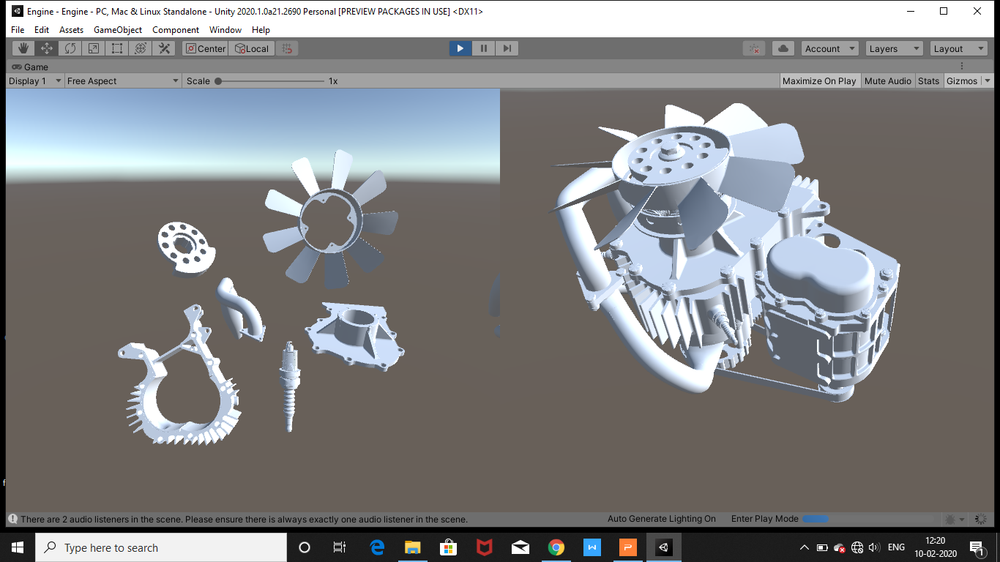 Engine - Engine - PC, Mac & Linux Standalone - Unity 2020.1.0a21.2690 Personal [PREVIEW PACKAGES IN USE] <DX11>
File Edit Assets GameObject Component Window Help
Center Local Account Layers Layout
Game
Display 1 Free Aspect Scale 1x Maximize On Play Mute Audio Stats Gizmos
f
There are 2 audio listeners in the scene. Please ensure there is always exactly one audio listener in the scene. Auto Generate Lighting On Enter Play Mode
Type here to search W P ENG 12:20
10-02-2020 1